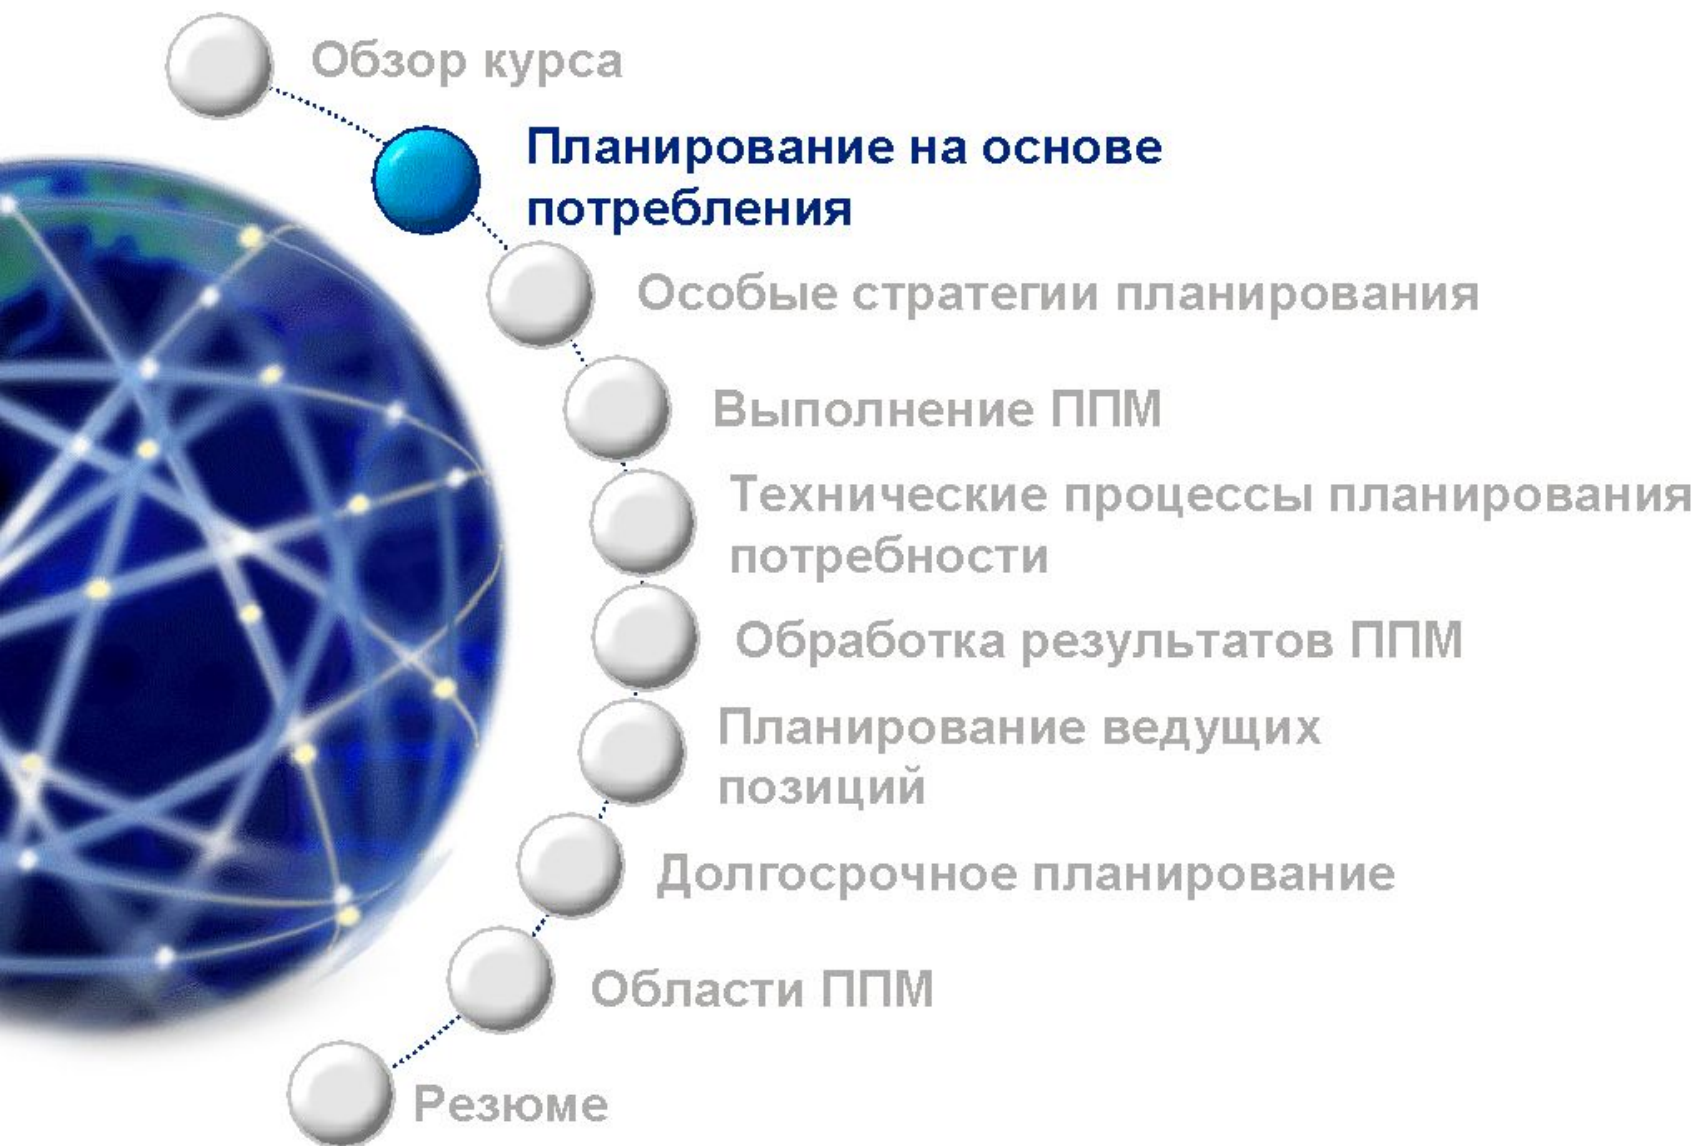 Обзор курса
Планирование на основе
потребления
Особые стратегии планирования
Выполнение ППМ
Технические процессы планирования
потребности
Обработка результатов ППМ
Планирование ведущих
позиций
Долгосрочное планирование
Области ППМ
Резюме